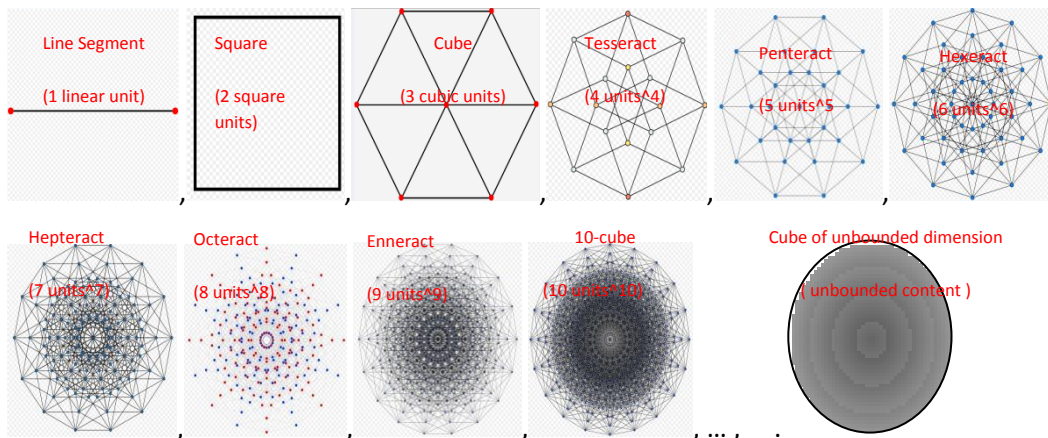 Line Segment
(1 linear unit)
Square
(2 square
units)
Cube
(3 cubic units)
Tesseract
(4 units^4)
Penteract
(5 units^5
Hexeract
(6 units^6)
, , , , ,
Hepteract
(7 units^7)
Octeract
(8 units^8)
Enneract
(9 units^9)
10-cube
(10 units^10)
Cube of unbounded dimension
( unbounded content )
, , , ,